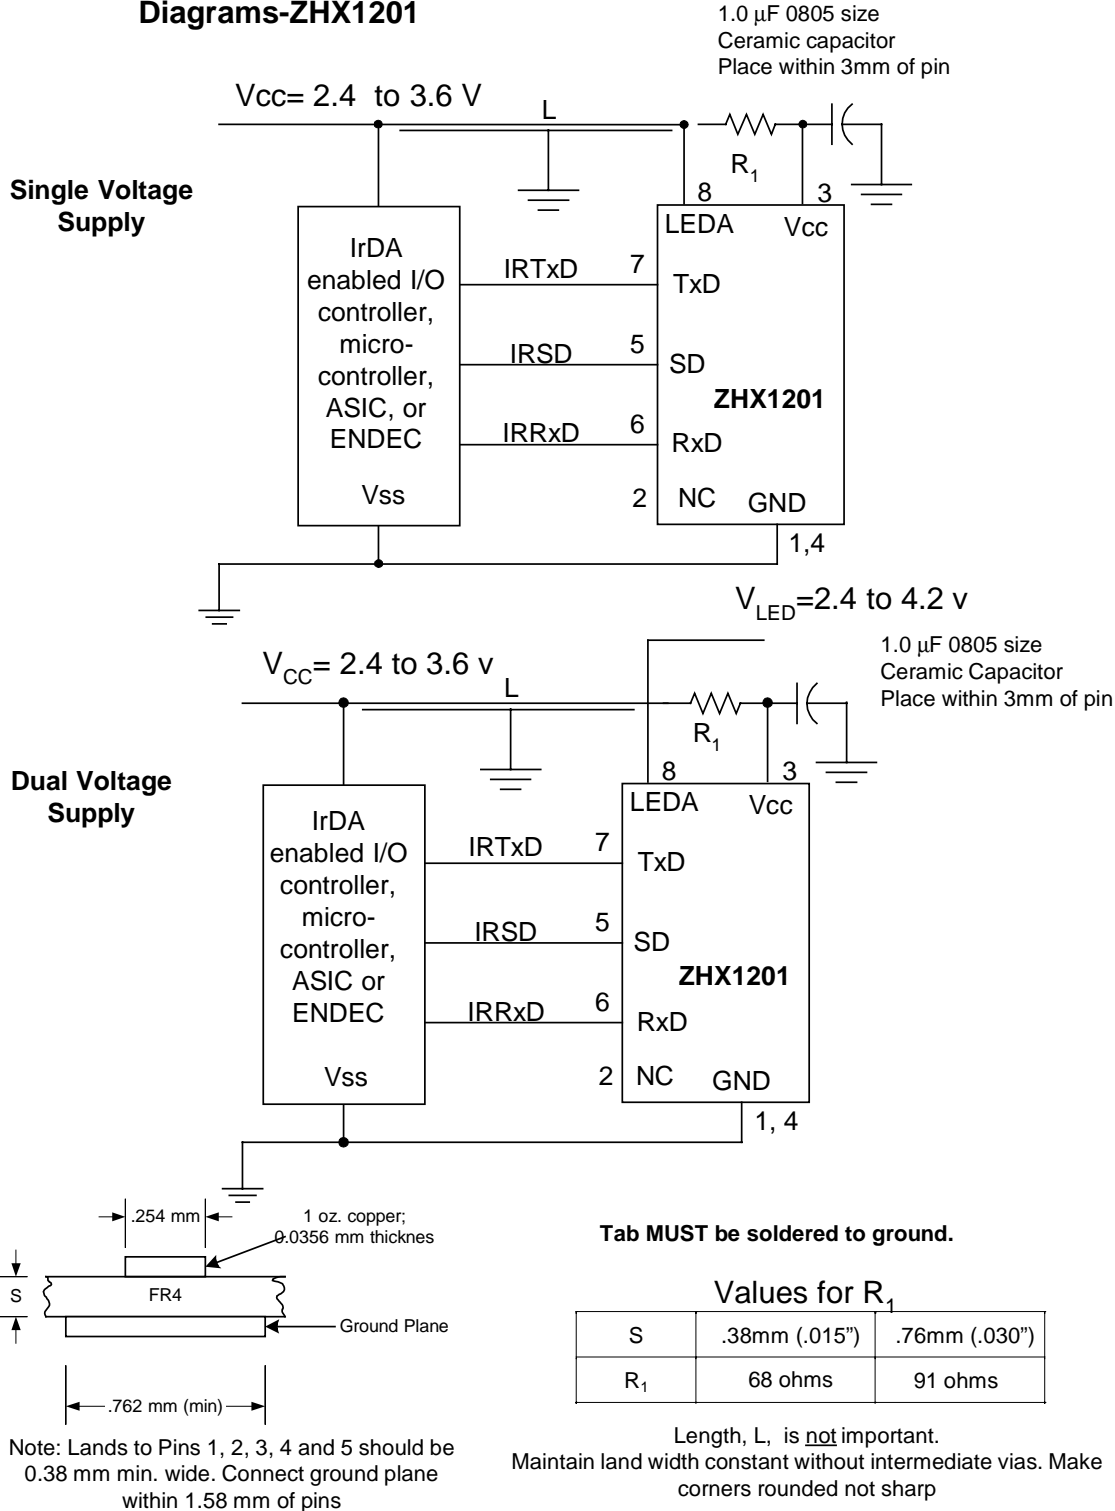 Diagrams-ZHX1201
1.0 μF 0805 size
Ceramic capacitor
Place within 3mm of pin
Vcc= 2.4 to 3.6 V
L
R1
Single Voltage
Supply
8
3
LEDA
Vcc
IrDA
enabled I/O
controller,
micro-
controller,
ASIC, or
ENDEC
Vss
IRTxD
7
TxD
IRSD
5
SD
ZHX1201
IRRxD
6
RxD
2
NC
GND
1,4
VLED=2.4 to 4.2 v
1.0 μF 0805 size
Ceramic Capacitor
Place within 3mm of pin
VCC= 2.4 to 3.6 v
L
R1
Dual Voltage
Supply
8
3
LEDA
Vcc
IrDA
enabled I/O
controller,
micro-
controller,
ASIC or
ENDEC
Vss
IRTxD
7
TxD
IRSD
5
SD
ZHX1201
IRRxD
6
RxD
2
NC
GND
1, 4
.254 mm
1 oz. copper;
0.0356 mm thicknes
S
FR4
Ground Plane
.762 mm (min)
Note: Lands to Pins 1, 2, 3, 4 and 5 should be
0.38 mm min. wide. Connect ground plane
within 1.58 mm of pins
Tab MUST be soldered to ground.
Values for R1
S .38mm (.015”) .76mm (.030”)
R1 68 ohms 91 ohms
Length, L, is not important.
Maintain land width constant without intermediate vias. Make
corners rounded not sharp